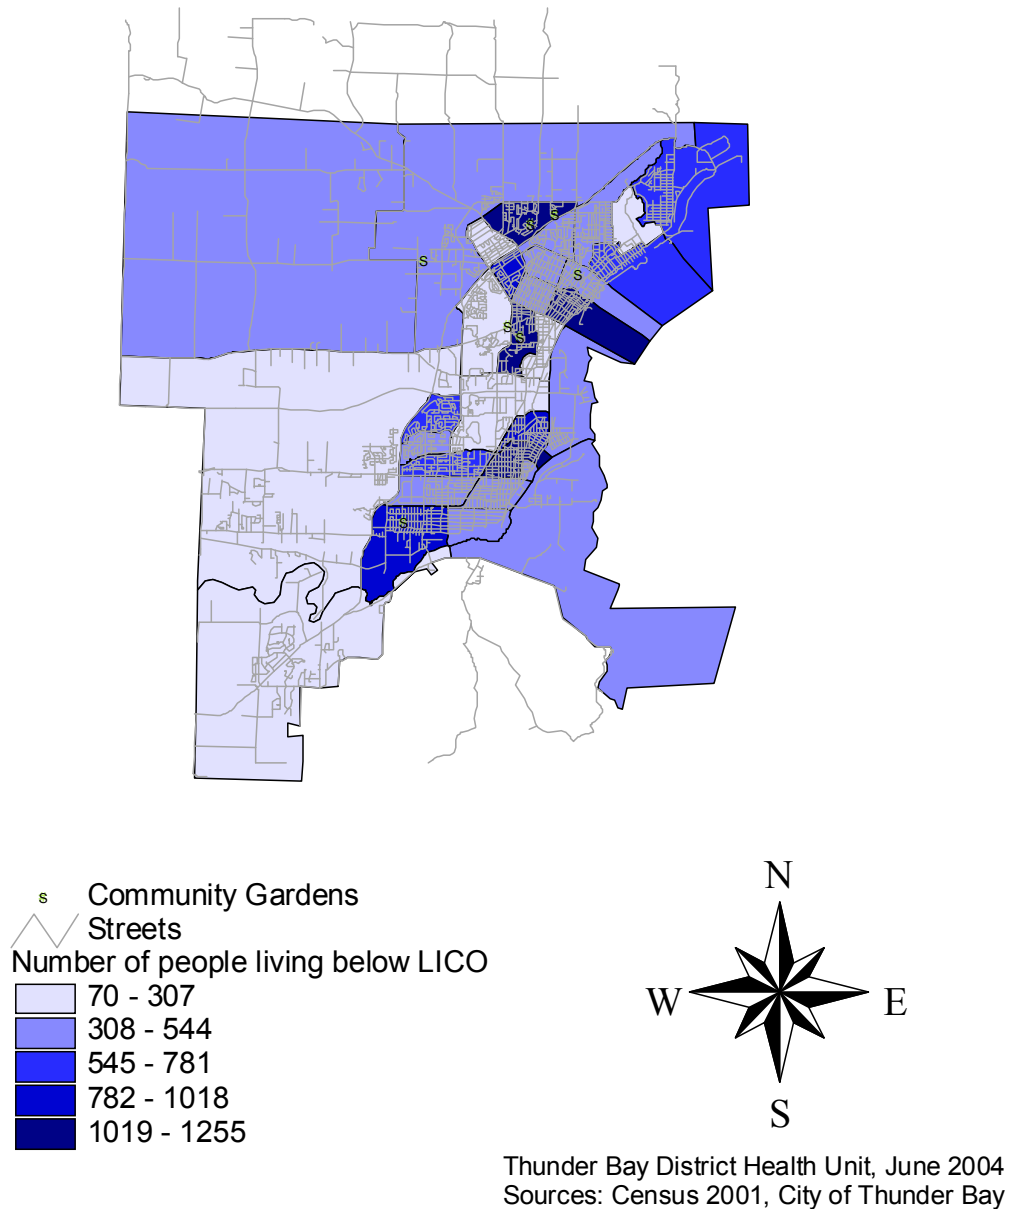 s
s
s
s
s
s
s
s
s Community Gardens
Streets
Number of people living below LICO
70 - 307
308 - 544
545 - 781
782 - 1018
1019 - 1255
N
W E
S
Thunder Bay District Health Unit, June 2004
Sources: Census 2001, City of Thunder Bay